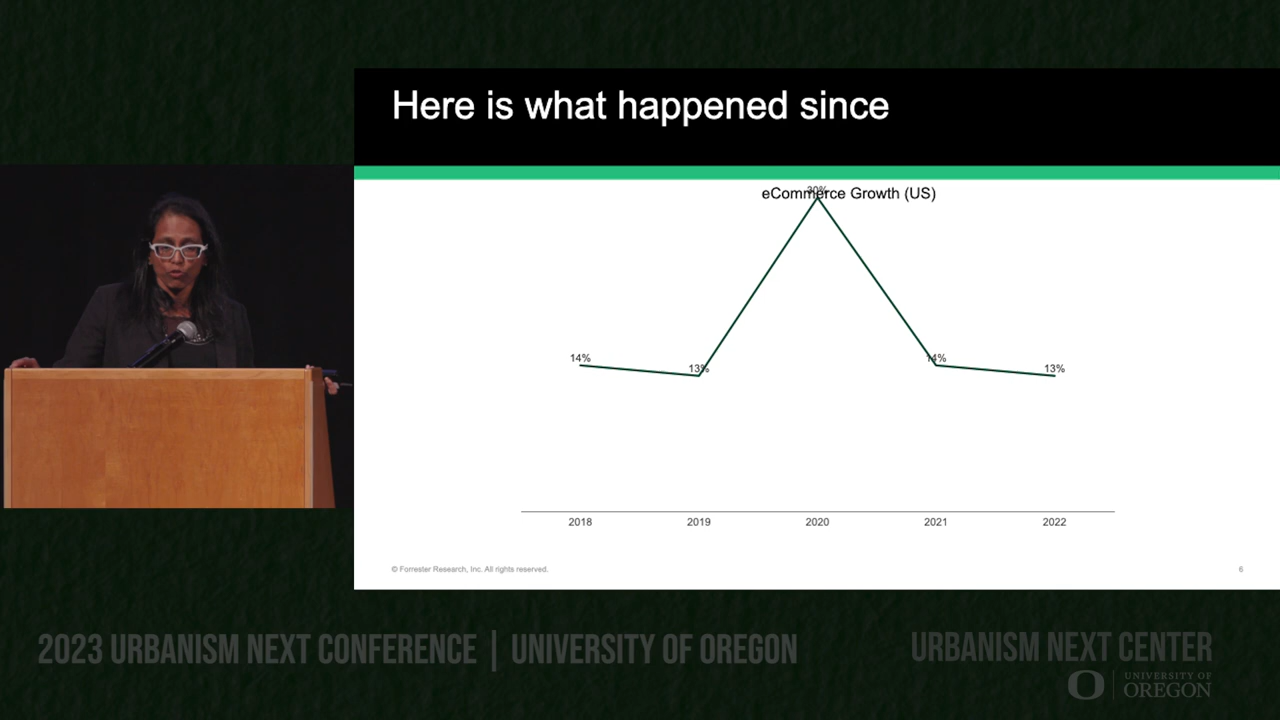 Here is what happened since
eCommerce Growth (US)
30%
14%
13%
14%
13%
2018
2019
2020
2021
2022
© Forrester Research, Inc. All rights reserved.
6
2023 URBANISM NEXT CONFERENCE | UNIVERSITY OF OREGON
URBANISM NEXT CENTER
O
UNIVERSITY OF
OREGON